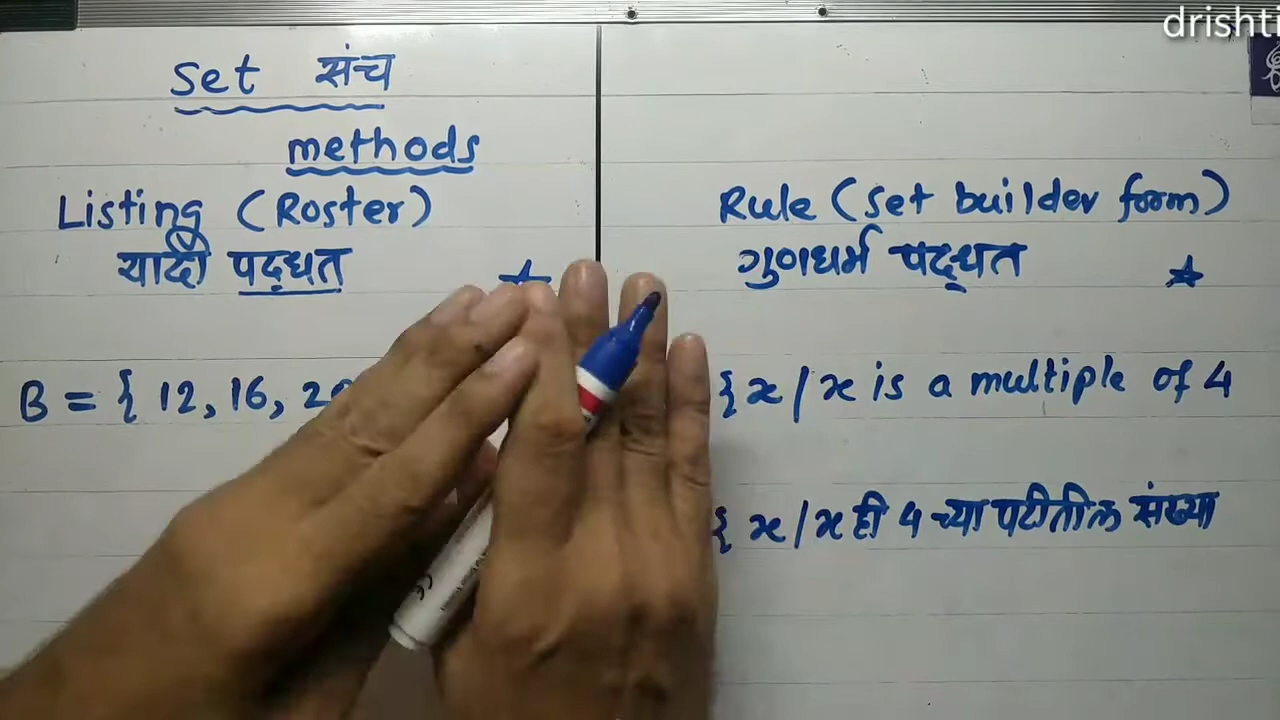 drishti
Set संच
methods
Listing (Roster)
यादी पद्धत
B = { 12, 16,
Rule (set builder form)
गुणधर्म पद्धत
{ x / x is a multiple of 4
{ x / x ही 4 च्या पटीतील संख्या